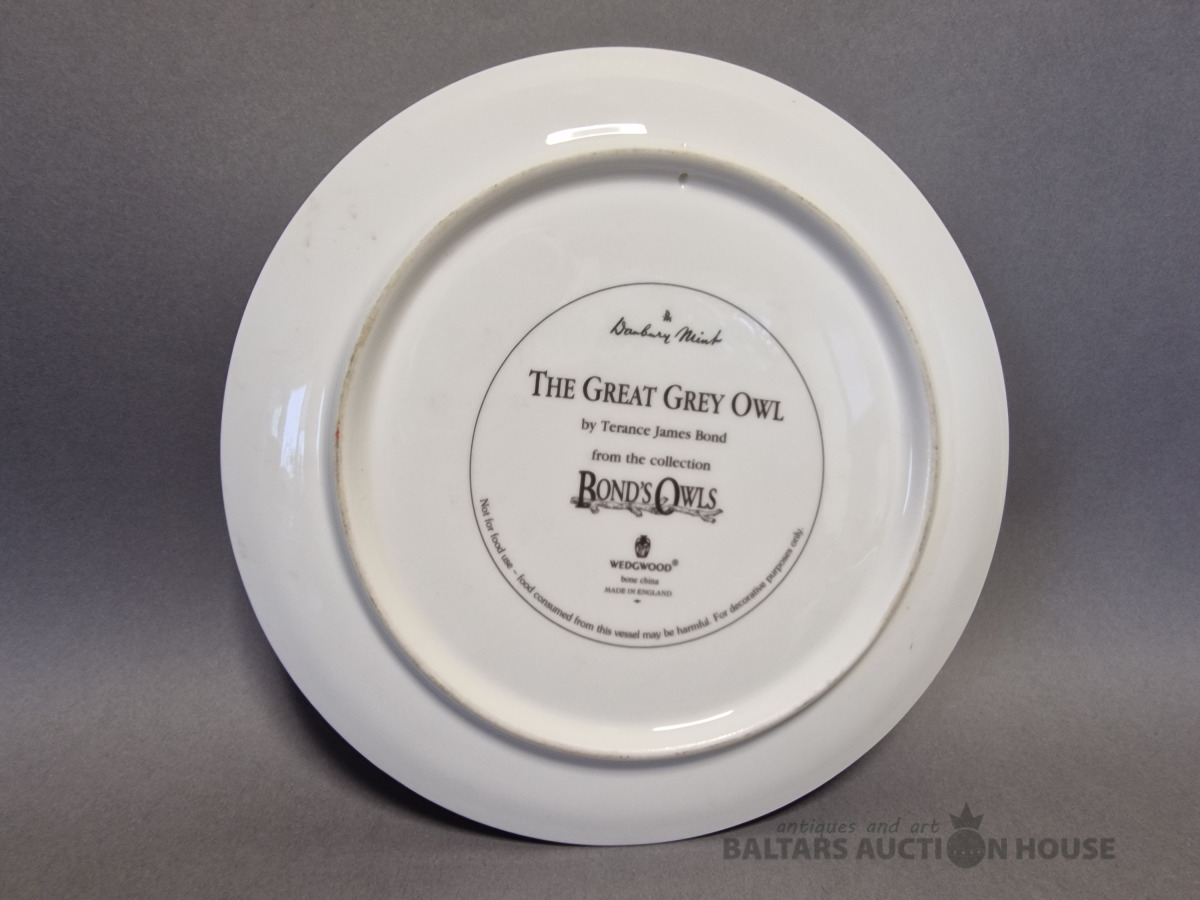 The
Danbury Mint
THE GREAT GREY OWL
by Terance James Bond
from the collection
BOND'S OWLS
WEDGWOOD®
bone china
MADE IN ENGLAND
Not for food use – food consumed from this vessel may be harmful. For decorative purposes only.
antiques and art
BALTARS AUCTION HOUSE